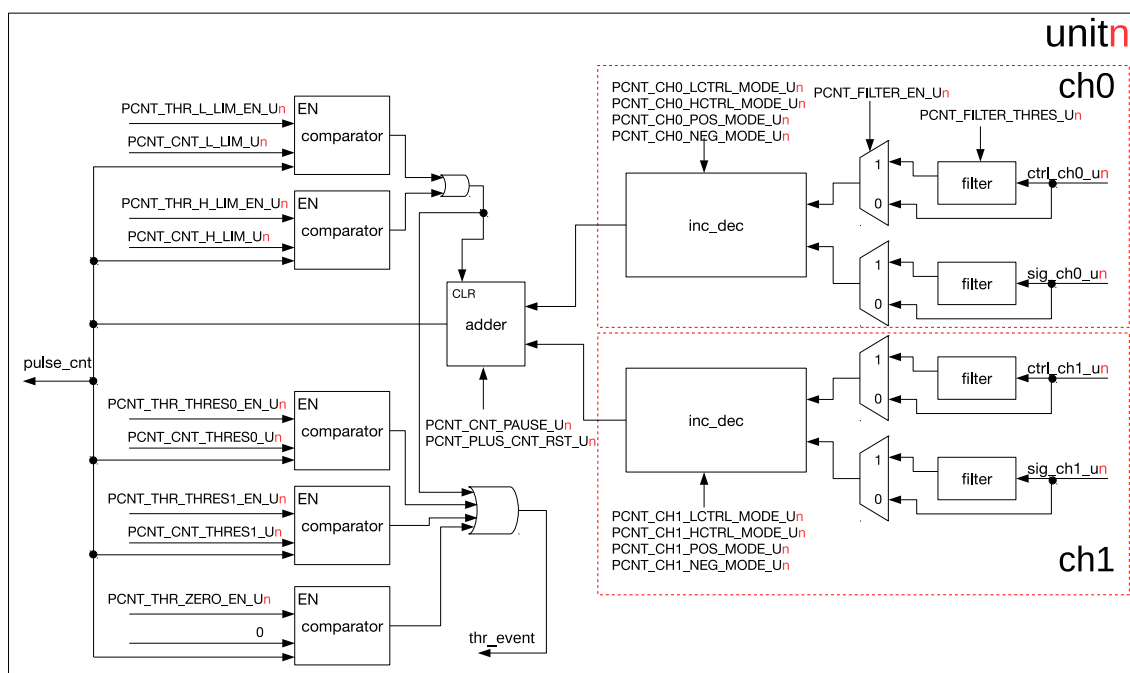 unitn
ch0
PCNT_CH0_LCTRL_MODE_Un
PCNT_CH0_HCTRL_MODE_Un
PCNT_CH0_POS_MODE_Un
PCNT_CH0_NEG_MODE_Un
PCNT_FILTER_EN_Un
PCNT_FILTER_THRES_Un
PCNT_THR_L_LIM_EN_Un
EN
comparator
PCNT_CNT_L_LIM_Un
1
filter
ctrl_ch0_un
0
PCNT_THR_H_LIM_EN_Un
EN
comparator
PCNT_CNT_H_LIM_Un
inc_dec
1
filter
sig_ch0_un
0
CLR
adder
pulse_cnt
1
filter
ctrl_ch1_un
0
PCNT_THR_THRES0_EN_Un
EN
comparator
PCNT_CNT_THRES0_Un
PCNT_CNT_PAUSE_Un
PCNT_PLUS_CNT_RST_Un
inc_dec
1
filter
sig_ch1_un
0
PCNT_THR_THRES1_EN_Un
EN
comparator
PCNT_CNT_THRES1_Un
PCNT_CH1_LCTRL_MODE_Un
PCNT_CH1_HCTRL_MODE_Un
PCNT_CH1_POS_MODE_Un
PCNT_CH1_NEG_MODE_Un
ch1
PCNT_THR_ZERO_EN_Un
EN
comparator
0
thr_event